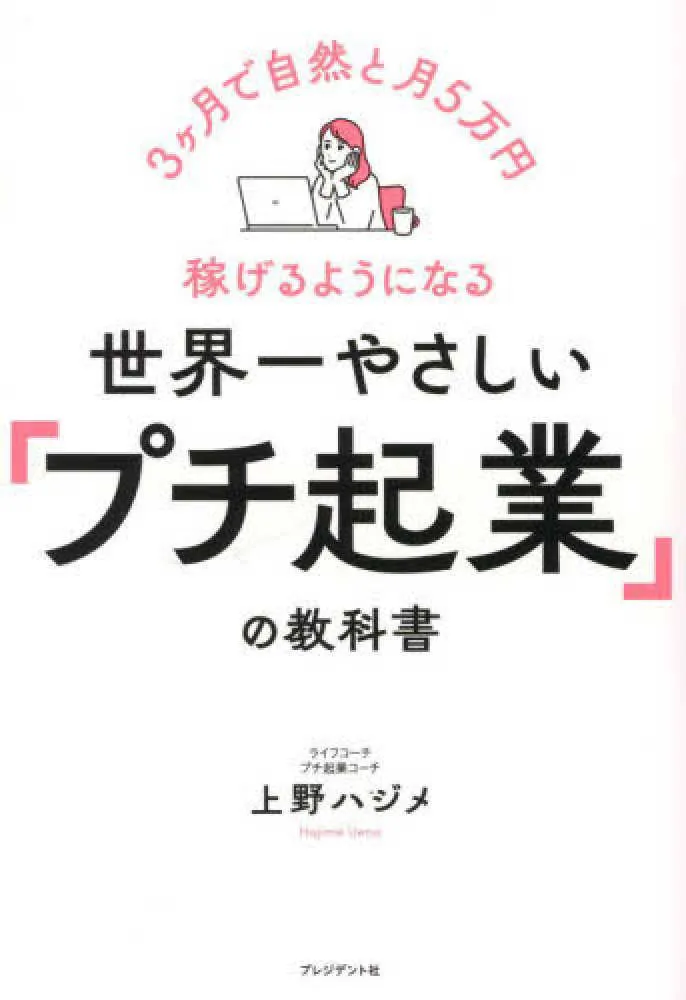 3ヶ月で自然と月5万円
稼げるようになる
世界一やさしい
「プチ起業」
の教科書
ライフコーチ
プチ起業コーチ
上野ハジメ
Hajime Ueno
プレジデント社